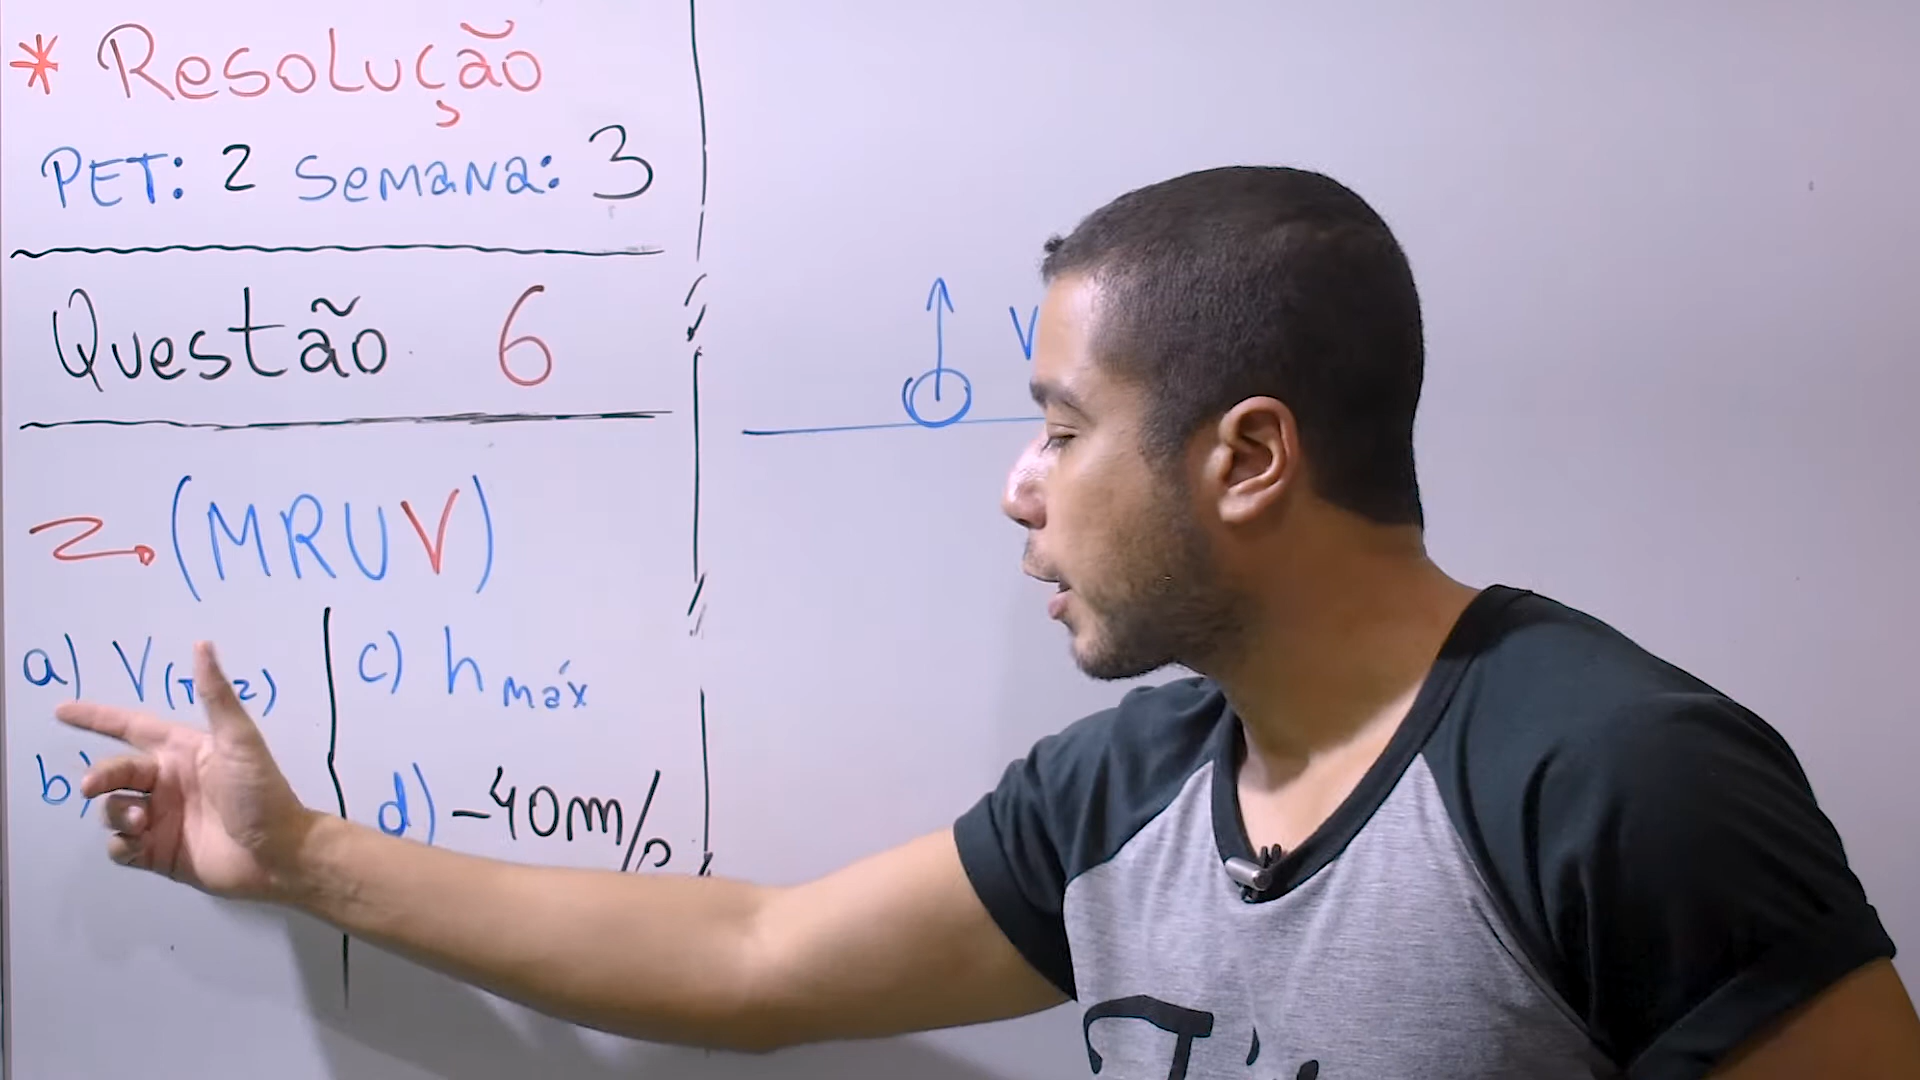 * Resolução
PET: 2 Semana: 3
Questão 6
(MRUV)
a) V
c) h máx
b)
d) -40m/s
V